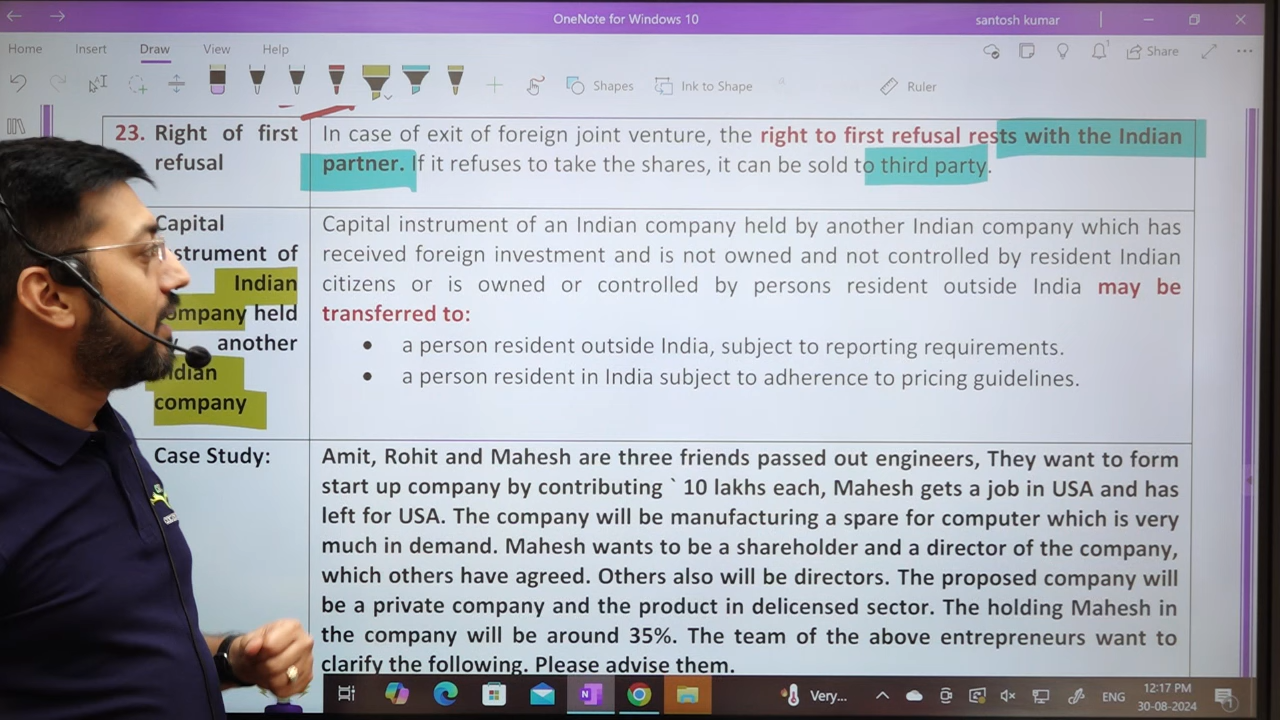 OneNote for Windows 10
santosh kumar
Home Insert Draw View Help
Share
Shapes Ink to Shape Ruler
23. Right of first refusal
In case of exit of foreign joint venture, the right to first refusal rests with the Indian
partner. If it refuses to take the shares, it can be sold to third party.
Capital
of
Indian
held
another
company
Capital instrument of an Indian company held by another Indian company which has
received foreign investment and is not owned and not controlled by resident Indian
citizens or is owned or controlled by persons resident outside India may be
transferred to:
• a person resident outside India, subject to reporting requirements.
• a person resident in India subject to adherence to pricing guidelines.
Case Study:
Amit, Rohit and Mahesh are three friends passed out engineers, They want to form
start up company by contributing ` 10 lakhs each, Mahesh gets a job in USA and has
left for USA. The company will be manufacturing a spare for computer which is very
much in demand. Mahesh wants to be a shareholder and a director of the company,
which others have agreed. Others also will be directors. The proposed company will
be a private company and the product in delicensed sector. The holding Mahesh in
the company will be around 35%. The team of the above entrepreneurs want to
clarify the following. Please advise them.
Very... ENG 12:17 PM
30-08-2024